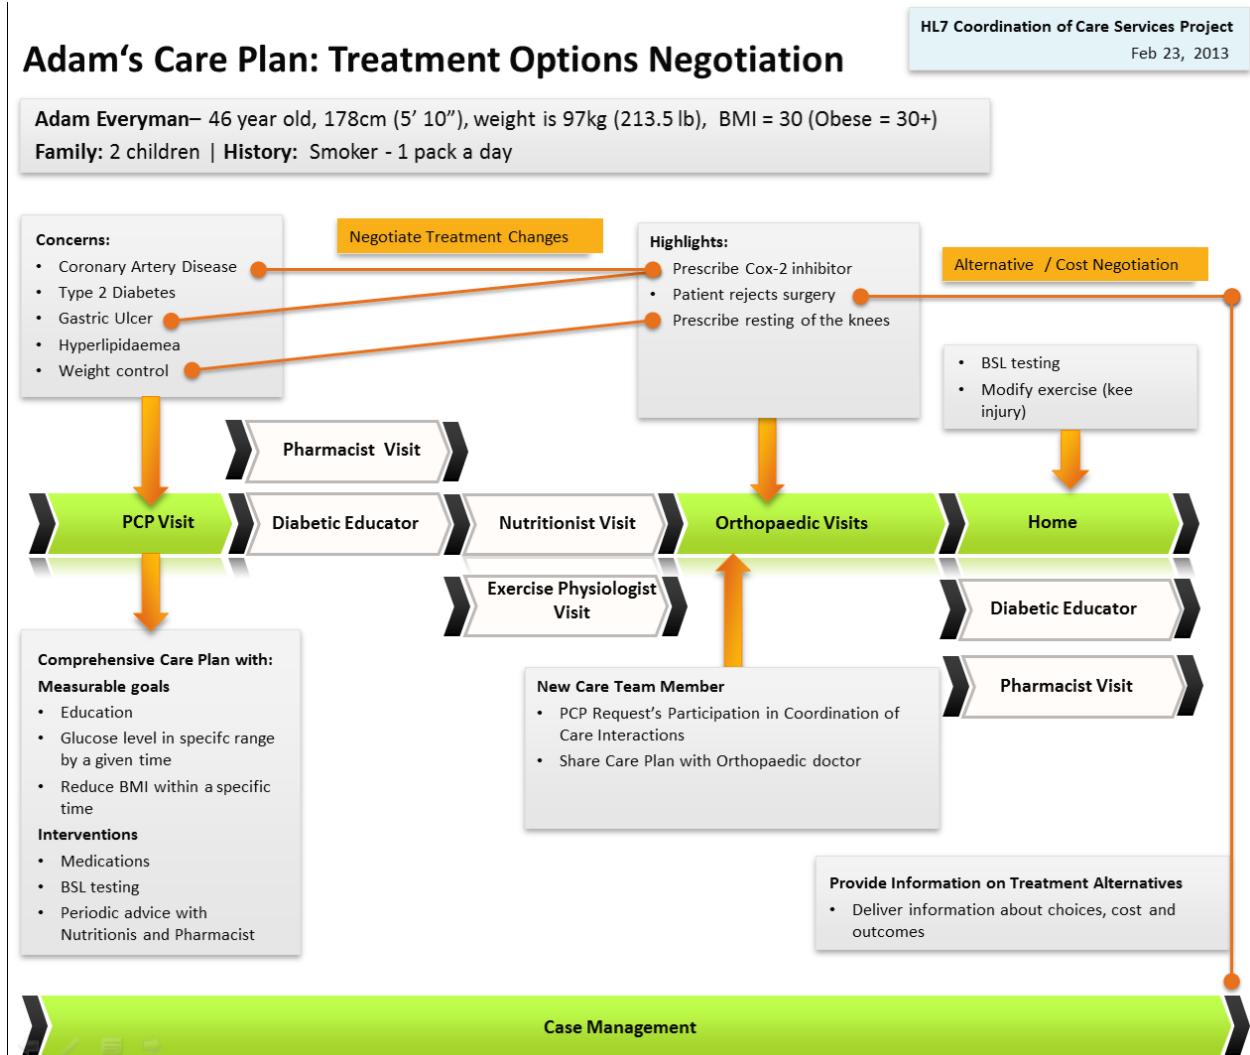 HL7 Coordination of Care Services Project
Feb 23, 2013
Adam‘s Care Plan: Treatment Options Negotiation
Adam Everyman– 46 year old, 178cm (5’ 10”), weight is 97kg (213.5 lb), BMI = 30 (Obese = 30+)
Family: 2 children | History: Smoker - 1 pack a day
Concerns:
• Coronary Artery Disease
• Type 2 Diabetes
• Gastric Ulcer
• Hyperlipidaemea
• Weight control
Negotiate Treatment Changes
Highlights:
• Prescribe Cox-2 inhibitor
• Patient rejects surgery
• Prescribe resting of the knees
Alternative / Cost Negotiation
• BSL testing
• Modify exercise (kee
injury)
Pharmacist Visit
PCP Visit
Diabetic Educator
Nutritionist Visit
Orthopaedic Visits
Home
Exercise Physiologist
Visit
Diabetic Educator
Pharmacist Visit
Comprehensive Care Plan with:
Measurable goals
• Education
• Glucose level in specifc range
by a given time
• Reduce BMI within a specific
time
Interventions
• Medications
• BSL testing
• Periodic advice with
Nutritionis and Pharmacist
New Care Team Member
• PCP Request’s Participation in Coordination of
Care Interactions
• Share Care Plan with Orthopaedic doctor
Provide Information on Treatment Alternatives
• Deliver information about choices, cost and
outcomes
Case Management